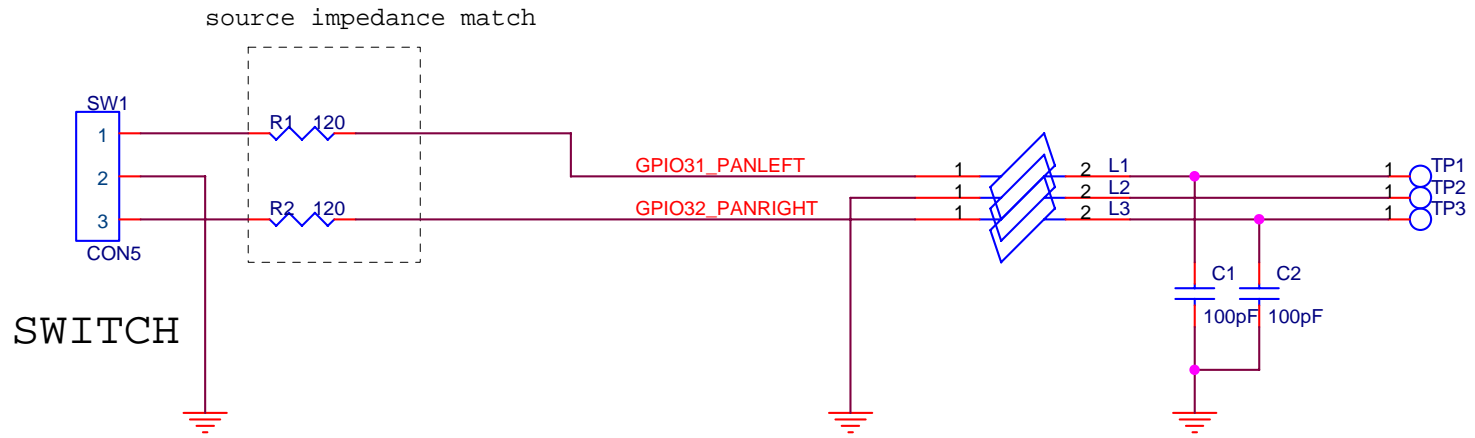 source impedance match
SW1
1
R1 120
2
3
R2 120
CON5
SWITCH
GPIO31_PANLEFT
GPIO32_PANRIGHT
1
1
1
2 L1
2 L2
2 L3
1 TP1
TP2
1 TP3
C1
100pF
C2
100pF